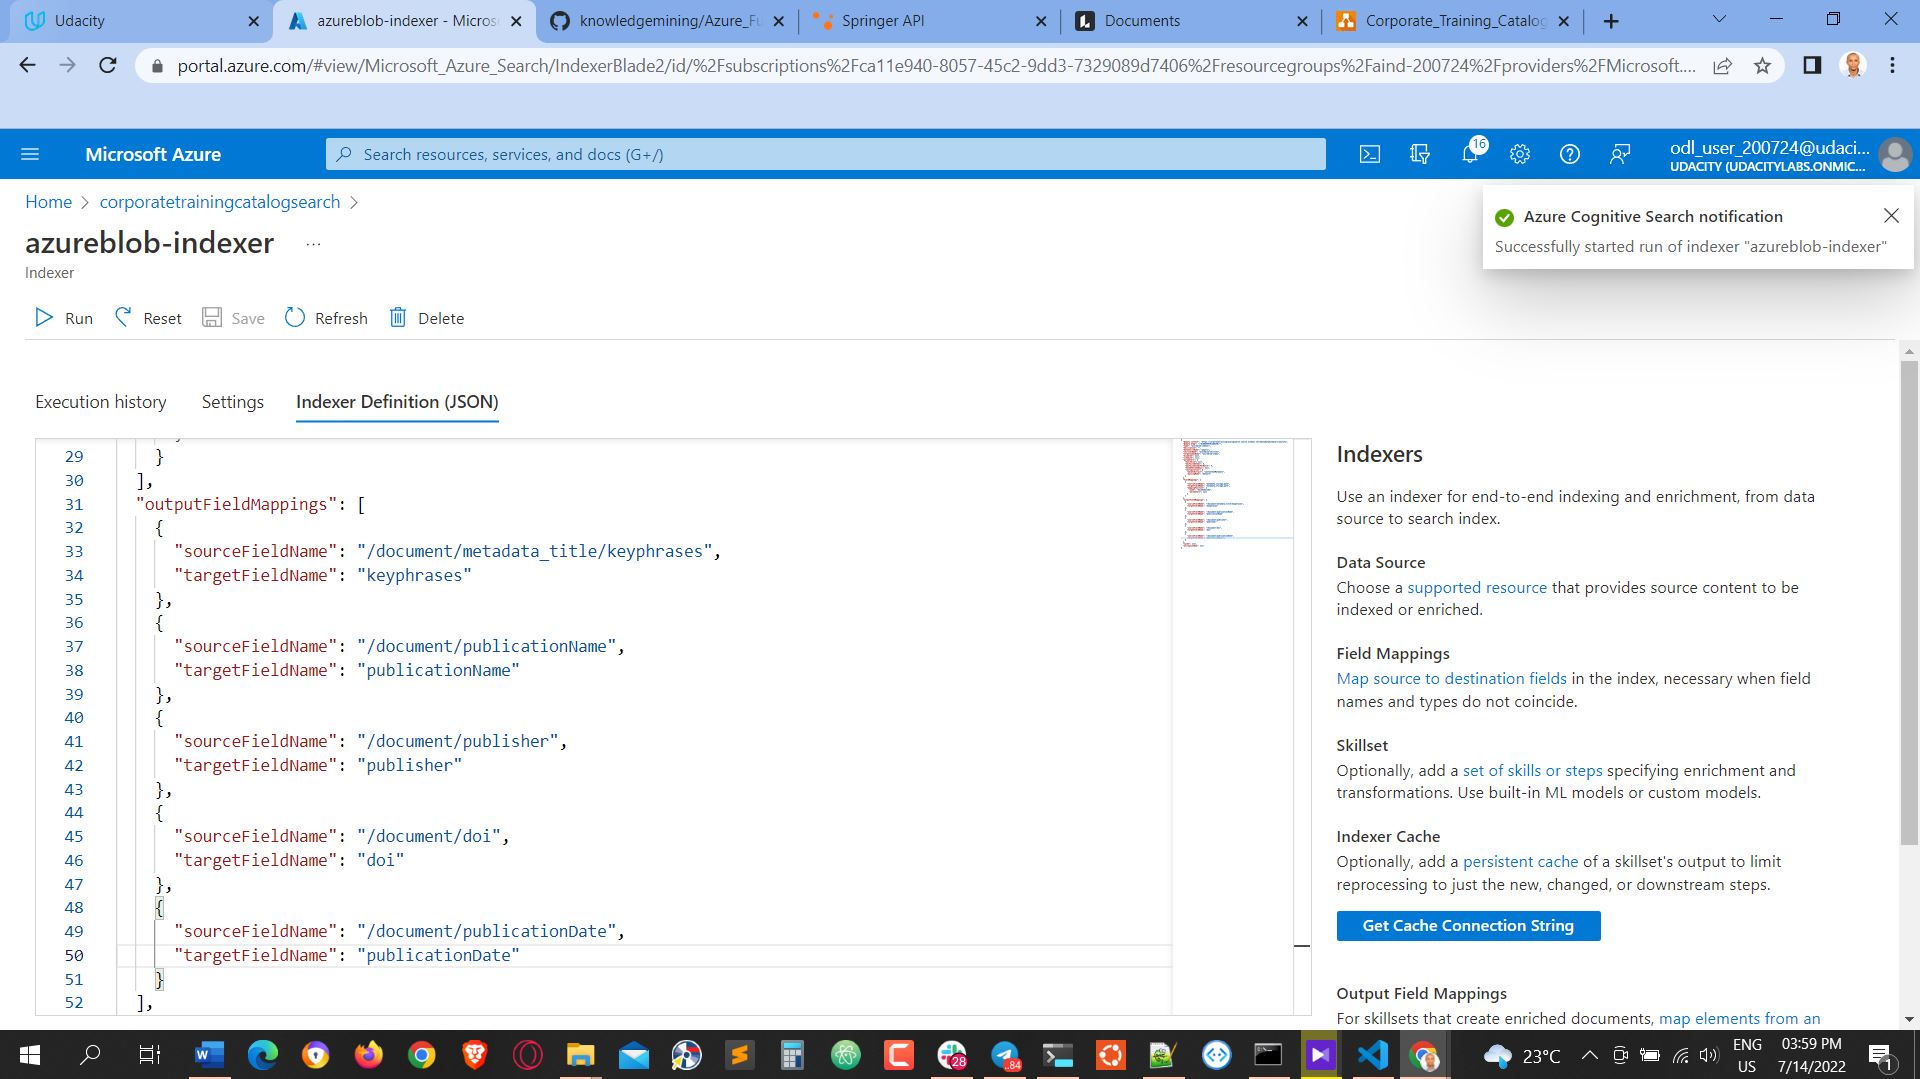 Udacity
azureblob-indexer - Micros
knowledgemining/Azure_Fu
Springer API
Documents
Corporate_Training_Catalog
portal.azure.com/#view/Microsoft_Azure_Search/IndexerBlade2/id/%2Fsubscriptions%2Fca11e940-8057-45c2-9dd3-7329089d7406%2Fresourcegroups%2Faind-200724%2Fproviders%2FMicrosoft....
Microsoft Azure
Search resources, services, and docs (G+/)
16
odl_user_200724@udaci...
UDACITY (UDACITYLABS.ONMIC...
Home > corporatetrainingcatalogsearch >
azureblob-indexer ...
Indexer
Azure Cognitive Search notification
Successfully started run of indexer "azureblob-indexer"
Run Reset Save Refresh Delete
Execution history Settings Indexer Definition (JSON)
29 }
30 ],
31 "outputFieldMappings": [
32 {
33 "sourceFieldName": "/document/metadata_title/keyphrases",
34 "targetFieldName": "keyphrases"
35 },
36 {
37 "sourceFieldName": "/document/publicationName",
38 "targetFieldName": "publicationName"
39 },
40 {
41 "sourceFieldName": "/document/publisher",
42 "targetFieldName": "publisher"
43 },
44 {
45 "sourceFieldName": "/document/doi",
46 "targetFieldName": "doi"
47 },
48 {
49 "sourceFieldName": "/document/publicationDate",
50 "targetFieldName": "publicationDate"
51 }
52 ],
Indexers
Use an indexer for end-to-end indexing and enrichment, from data
source to search index.
Data Source
Choose a supported resource that provides source content to be
indexed or enriched.
Field Mappings
Map source to destination fields in the index, necessary when field
names and types do not coincide.
Skillset
Optionally, add a set of skills or steps specifying enrichment and
transformations. Use built-in ML models or custom models.
Indexer Cache
Optionally, add a persistent cache of a skillset's output to limit
reprocessing to just the new, changed, or downstream steps.
Get Cache Connection String
Output Field Mappings
For skillsets that create enriched documents, map elements from an
28
84
23°C
ENG
US
03:59 PM
7/14/2022
1